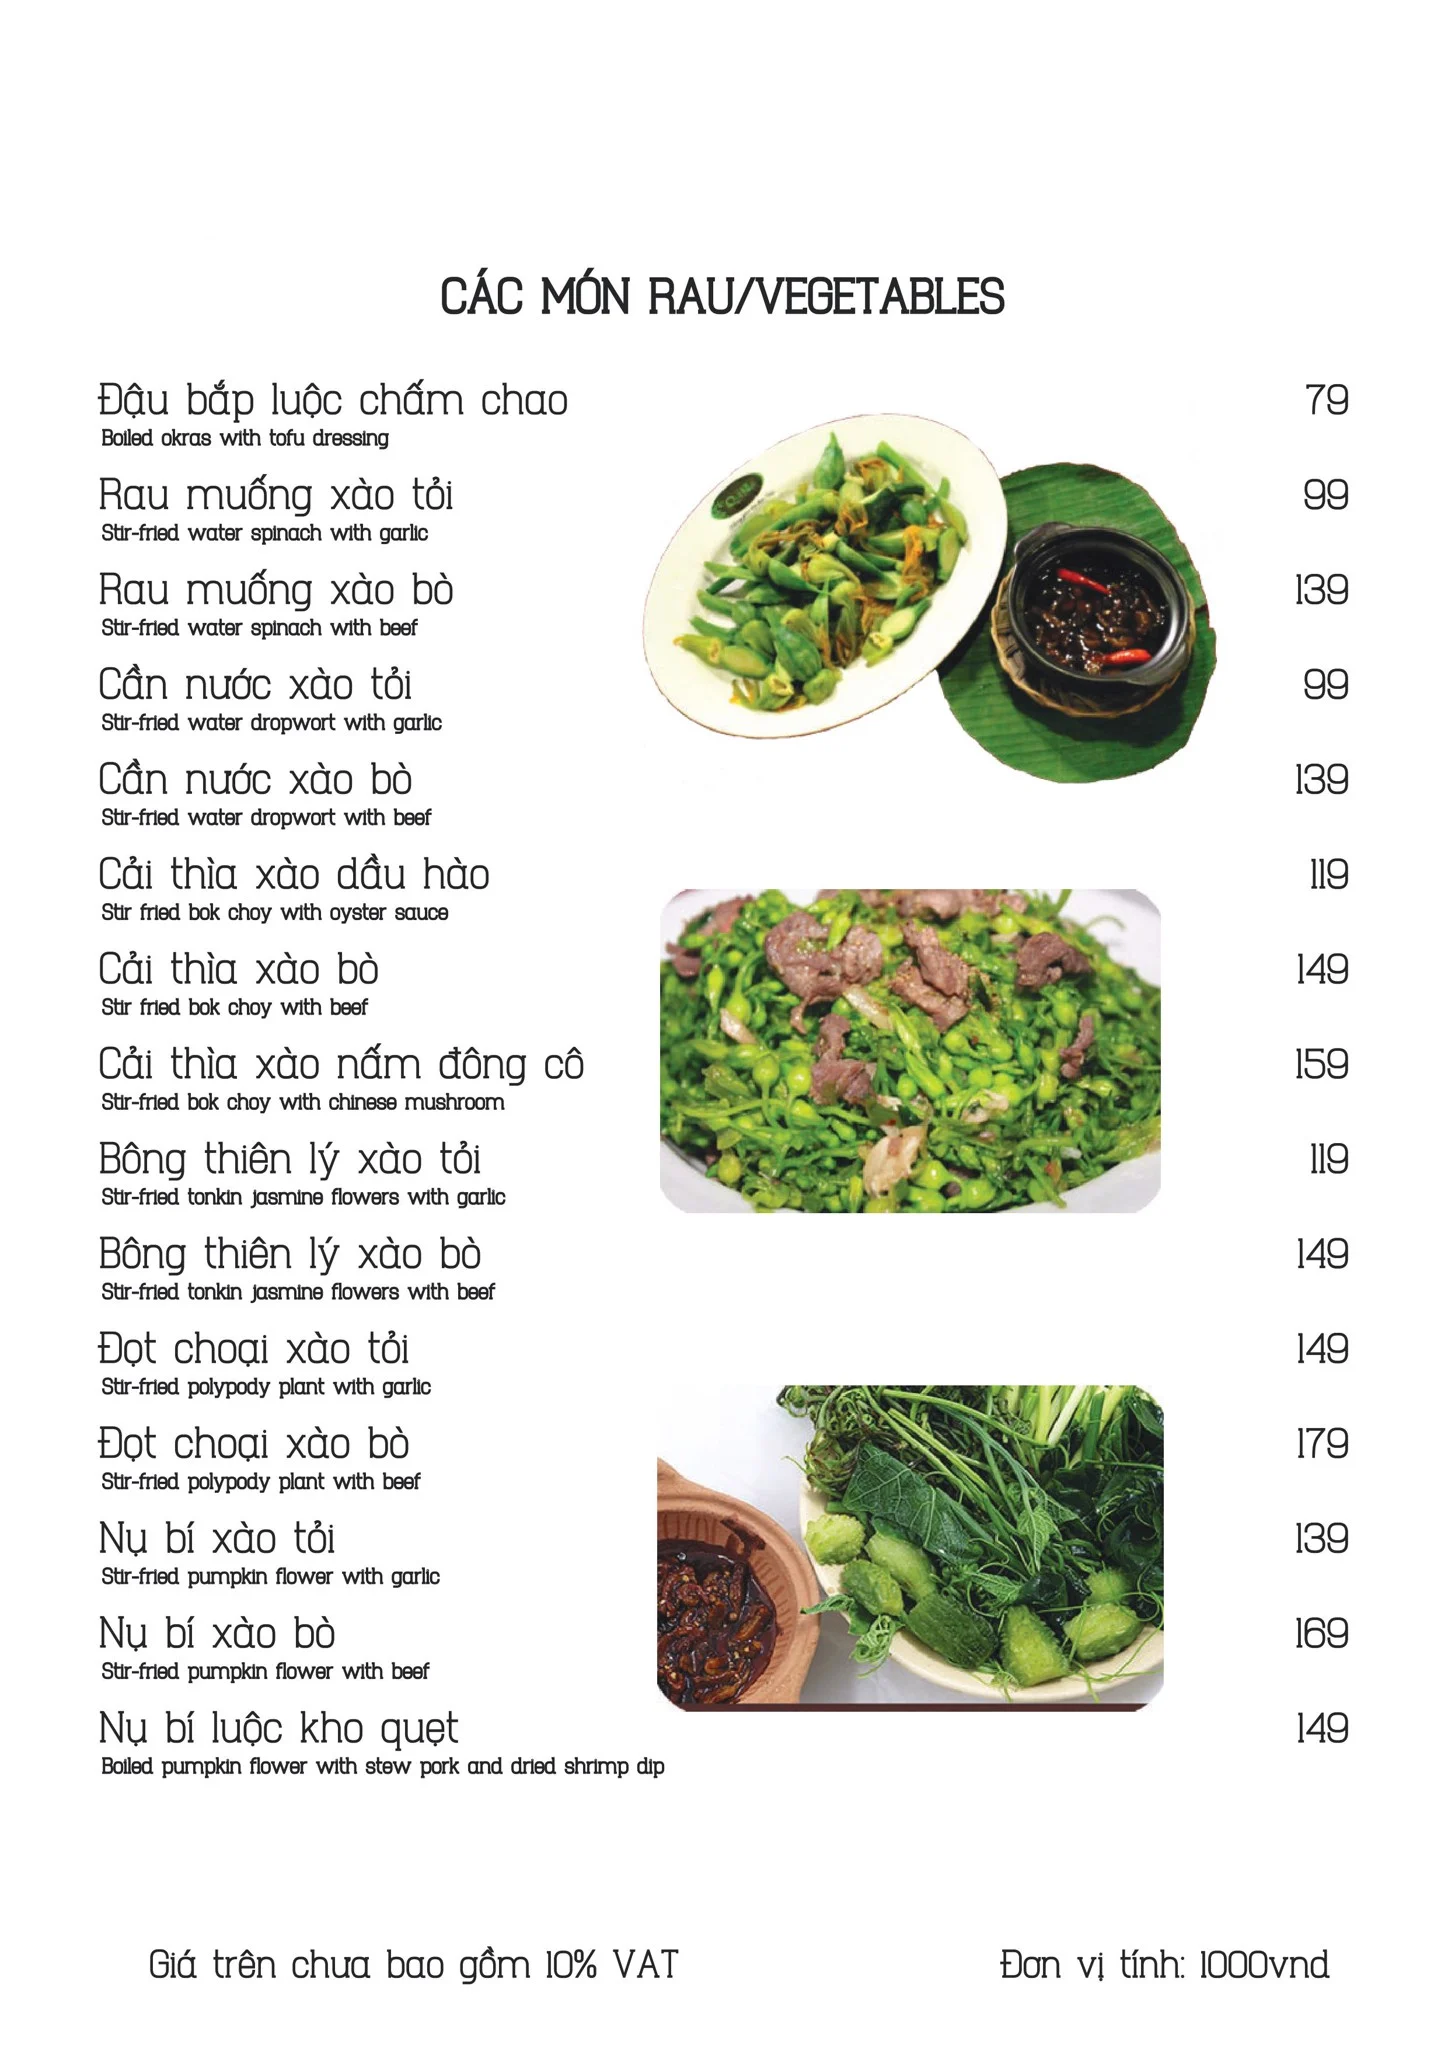 CÁC MÓN RAU/VEGETABLES
Đậu bắp luộc chấm chao 79
Boiled okras with tofu dressing
Rau muống xào tỏi 99
Stir-fried water spinach with garlic
Rau muống xào bò 139
Stir-fried water spinach with beef
Cần nước xào tỏi 99
Stir-fried water dropwort with garlic
Cần nước xào bò 139
Stir-fried water dropwort with beef
Cải thìa xào dầu hào 119
Stir fried bok choy with oyster sauce
Cải thìa xào bò 149
Stir fried bok choy with beef
Cải thìa xào nấm đông cô 159
Stir-fried bok choy with chinese mushroom
Bông thiên lý xào tỏi 119
Stir-fried tonkin jasmine flowers with garlic
Bông thiên lý xào bò 149
Stir-fried tonkin jasmine flowers with beef
Đọt choại xào tỏi 149
Stir-fried polypody plant with garlic
Đọt choại xào bò 179
Stir-fried polypody plant with beef
Nụ bí xào tỏi 139
Stir-fried pumpkin flower with garlic
Nụ bí xào bò 169
Stir-fried pumpkin flower with beef
Nụ bí luộc kho quẹt 149
Boiled pumpkin flower with stew pork and dried shrimp dip
Giá trên chưa bao gồm 10% VAT Đơn vị tính: 1000vnd